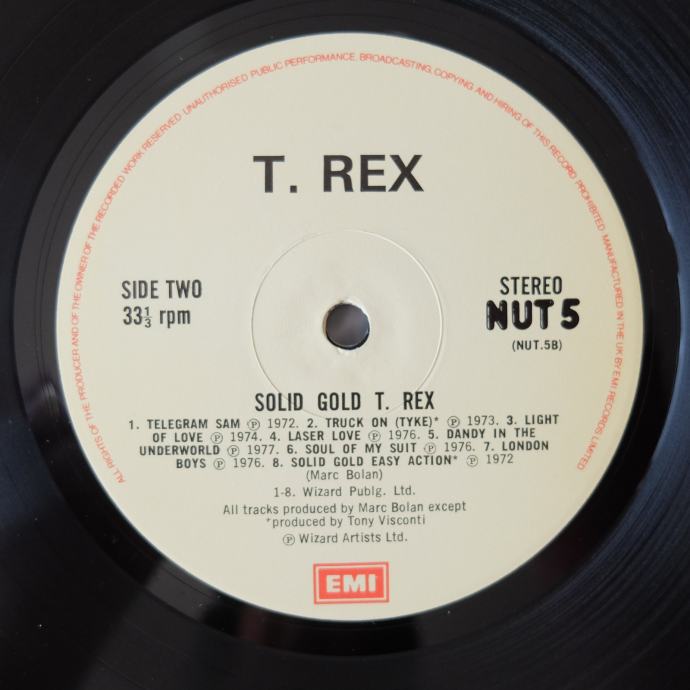 ALL RIGHTS OF THE PRODUCER AND OF THE OWNER OF THE RECORDED WORK RESERVED UNAUTHORISED PUBLIC PERFORMANCE, BROADCASTING, COPYING AND HIRING OF THIS RECORD PROHIBITED MANUFACTURED IN THE UK BY EMI RECORDS LIMITED
T. REX
SIDE TWO
33⅓ rpm
STEREO
NUT 5
(NUT.5B)
SOLID GOLD T. REX
1. TELEGRAM SAM ℗ 1972. 2. TRUCK ON (TYKE)* ℗ 1973. 3. LIGHT
OF LOVE ℗ 1974. 4. LASER LOVE ℗ 1976. 5. DANDY IN THE
UNDERWORLD ℗ 1977. 6. SOUL OF MY SUIT ℗ 1977. 7. LONDON
BOYS ℗ 1976. 8. SOLID GOLD EASY ACTION* ℗ 1972
(Marc Bolan)
1-8. Wizard Publg. Ltd.
All tracks produced by Marc Bolan except
*produced by Tony Visconti
℗ Wizard Artists Ltd.
EMI